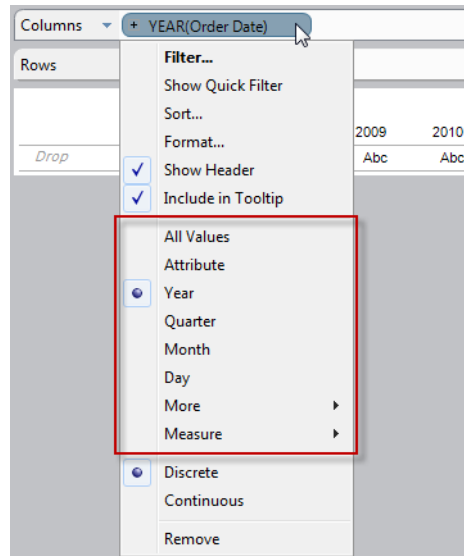 Columns + YEAR(Order Date)
Rows
Filter...
Show Quick Filter
Sort...
Format...
2009 2010
Drop
Show Header
Abc Abc
Include in Tooltip
All Values
Attribute
Year
Quarter
Month
Day
More
Measure
Discrete
Continuous
Remove